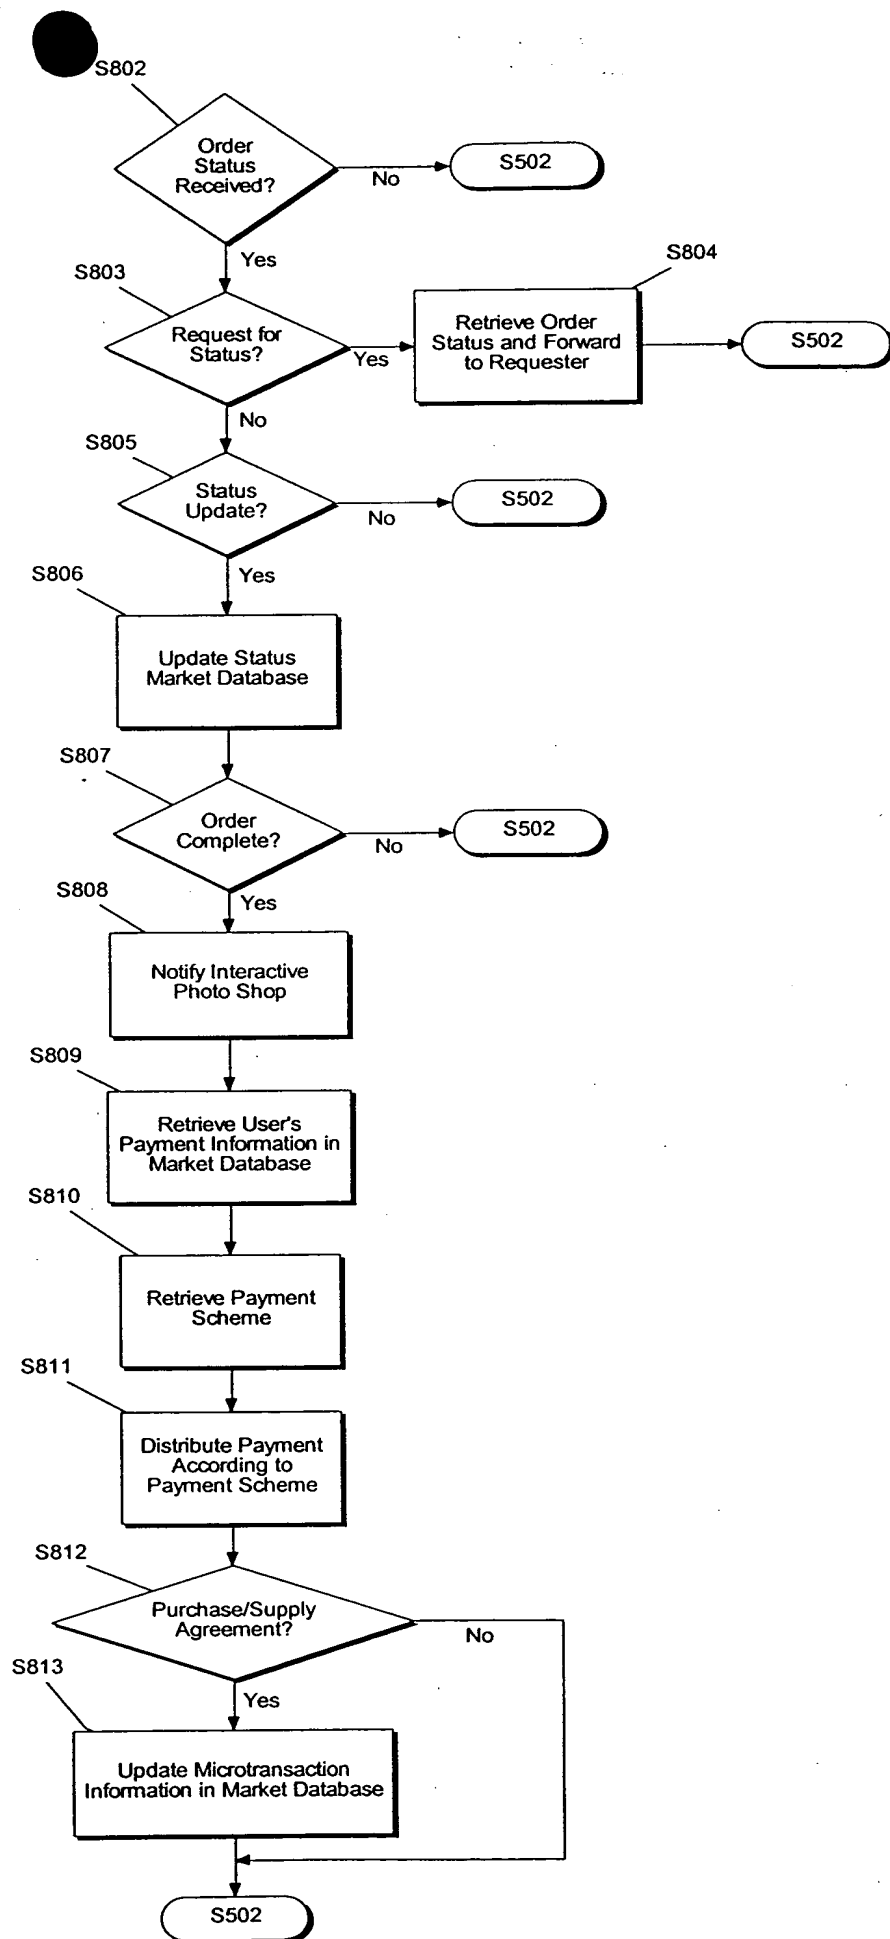 S802
Order
Status
Received?
No
S502
Yes
S803
Request for
Status?
Yes
S804
Retrieve Order
Status and Forward
to Requester
S502
No
S805
Status
Update?
No
S502
Yes
S806
Update Status
Market Database
S807
Order
Complete?
No
S502
Yes
S808
Notify Interactive
Photo Shop
S809
Retrieve User's
Payment Information in
Market Database
S810
Retrieve Payment
Scheme
S811
Distribute Payment
According to
Payment Scheme
S812
Purchase/Supply
Agreement?
No
Yes
S813
Update Microtransaction
Information in Market Database
S502